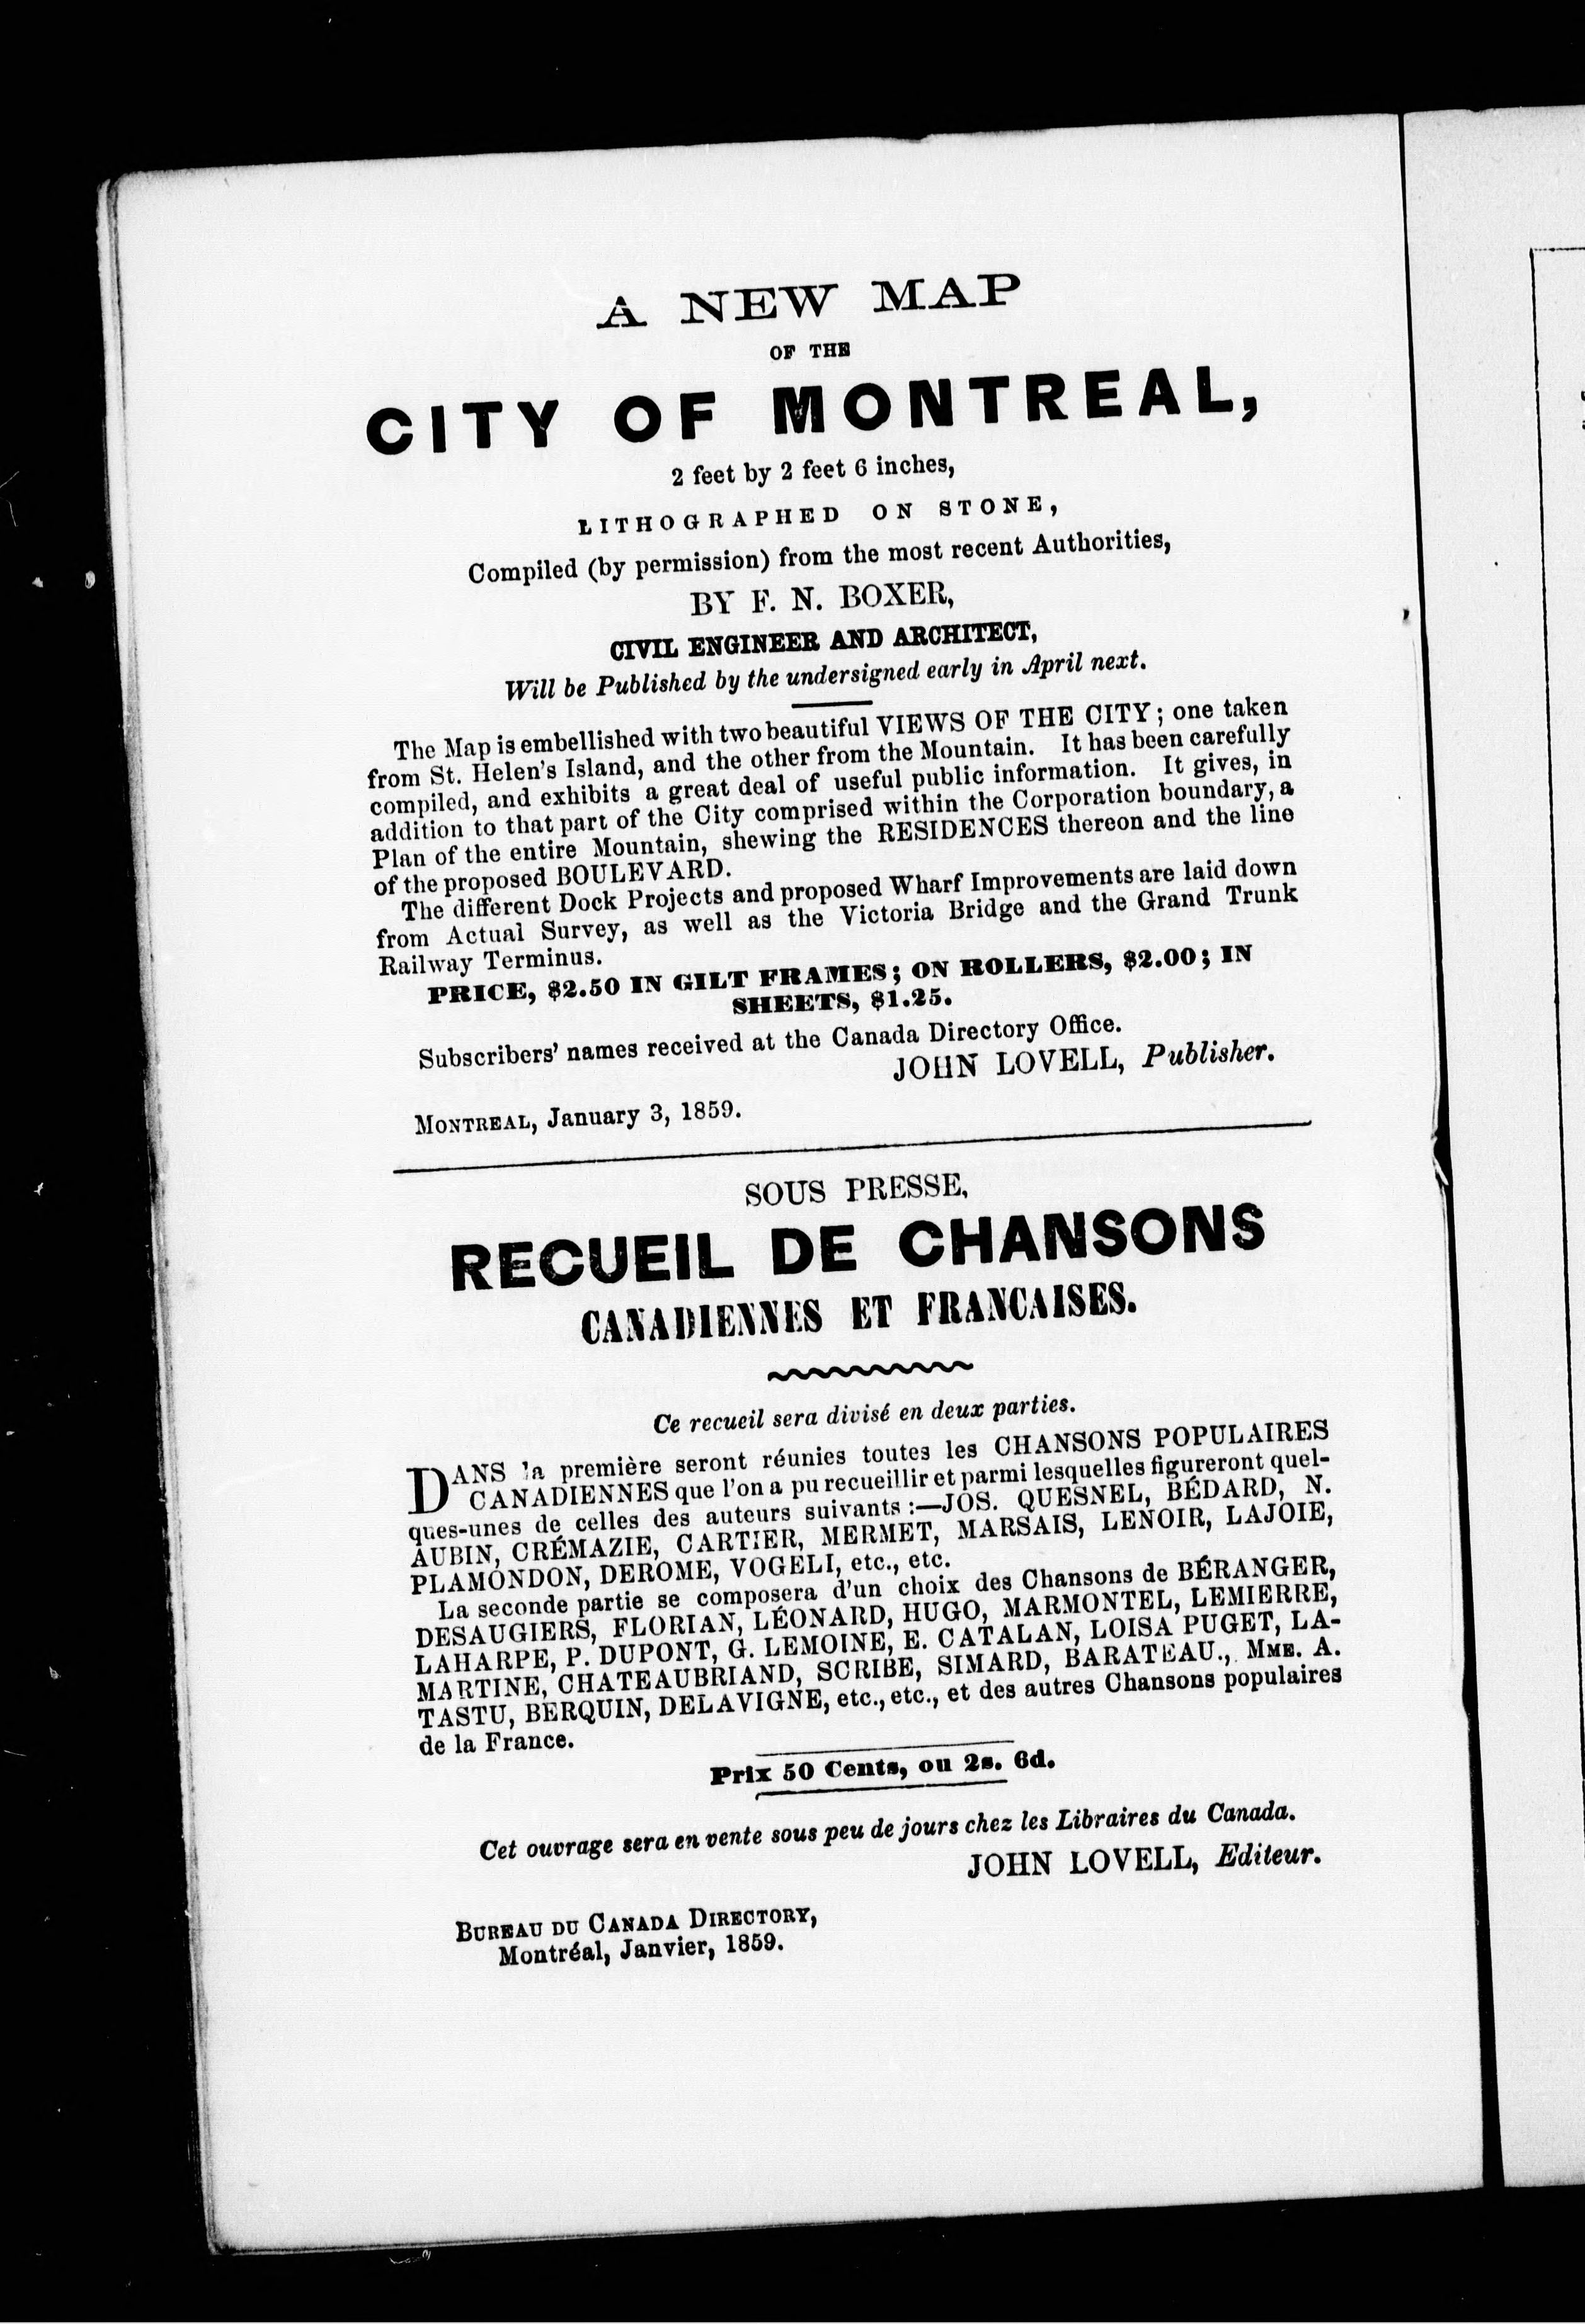 A NEW MAP
OF THE
CITY OF MONTREAL,
2 feet by 2 feet 6 inches,
LITHOGRAPHED ON STONE,
Compiled (by permission) from the most recent Authorities,
BY F. N. BOXER,
CIVIL ENGINEER AND ARCHITECT,
Will be Published by the undersigned early in April next.
The Map is embellished with two beautiful VIEWS OF THE CITY; one taken
from St. Helen's Island, and the other from the Mountain. It has been carefully
compiled, and exhibits a great deal of useful public information. It gives, in
addition to that part of the City comprised within the Corporation boundary, a
Plan of the entire Mountain, shewing the RESIDENCES thereon and the line
of the proposed BOULEVARD.
The different Dock Projects and proposed Wharf Improvements are laid down
from Actual Survey, as well as the Victoria Bridge and the Grand Trunk
Railway Terminus.
PRICE, $2.50 IN GILT FRAMES; ON ROLLERS, $2.00; IN
SHEETS, $1.25.
Subscribers' names received at the Canada Directory Office.
JOHN LOVELL, Publisher.
MONTREAL, January 3, 1859.
SOUS PRESSE,
RECUEIL DE CHANSONS
CANADIENNES ET FRANCAISES.
Ce recueil sera divisé en deux parties.
DANS la première seront réunies toutes les CHANSONS POPULAIRES
CANADIENNES que l'on a pu recueillir et parmi lesquelles figureront quel-
ques-unes de celles des auteurs suivants :—JOS. QUESNEL, BÉDARD, N.
AUBIN, CRÉMAZIE, CARTIER, MERMET, MARSAIS, LENOIR, LAJOIE,
PLAMONDON, DEROME, VOGELI, etc., etc.
La seconde partie se composera d'un choix des Chansons de BÉRANGER,
DESAUGIERS, FLORIAN, LÉONARD, HUGO, MARMONTEL, LEMIERRE,
LAHARPE, P. DUPONT, G. LEMOINE, E. CATALAN, LOISA PUGET, LA-
MARTINE, CHATEAUBRIAND, SCRIBE, SIMARD, BARATEAU., MME. A.
TASTU, BERQUIN, DELAVIGNE, etc., etc., et des autres Chansons populaires
de la France.
Prix 50 Cents, ou 2s. 6d.
Cet ouvrage sera en vente sous peu de jours chez les Libraires du Canada.
JOHN LOVELL, Editeur.
BUREAU DU CANADA DIRECTORY,
Montréal, Janvier, 1859.